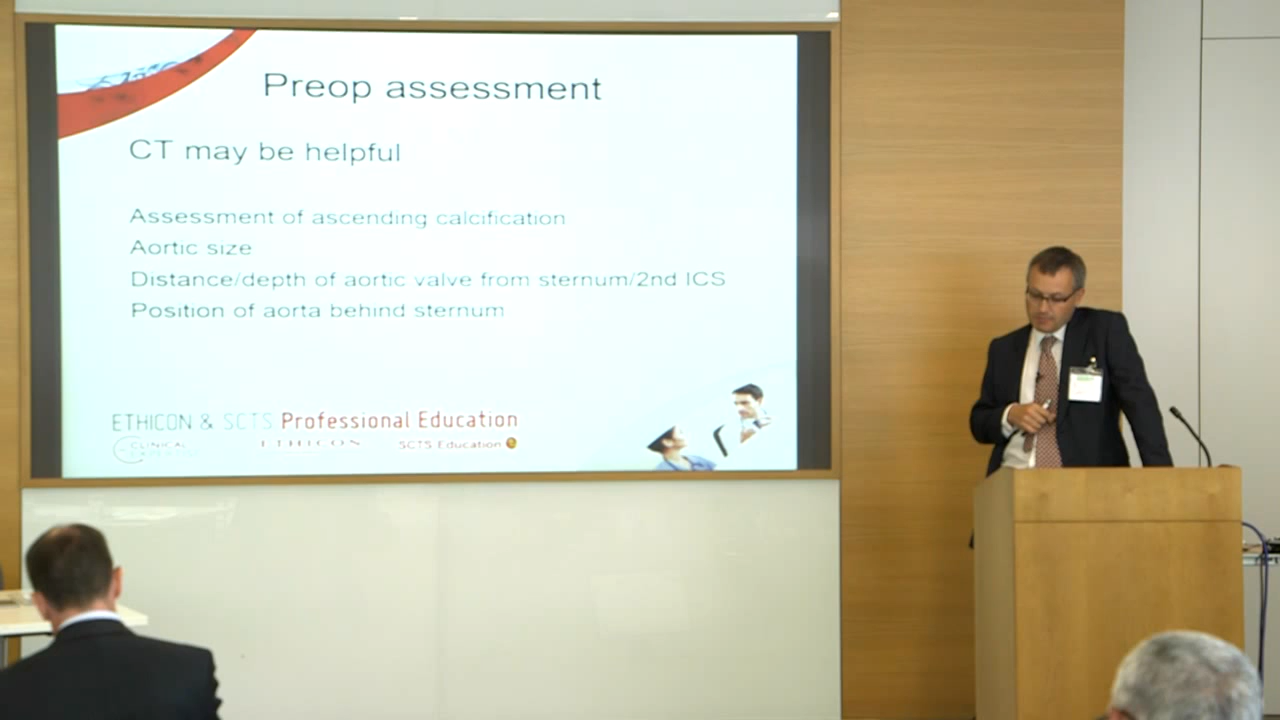 Preop assessment
CT may be helpful
Assessment of ascending calcification
Aortic size
Distance/depth of aortic valve from sternum/2nd ICS
Position of aorta behind sternum
ETHICON & SCTS Professional Education
CLINICAL
ETHICON
SCTS Education